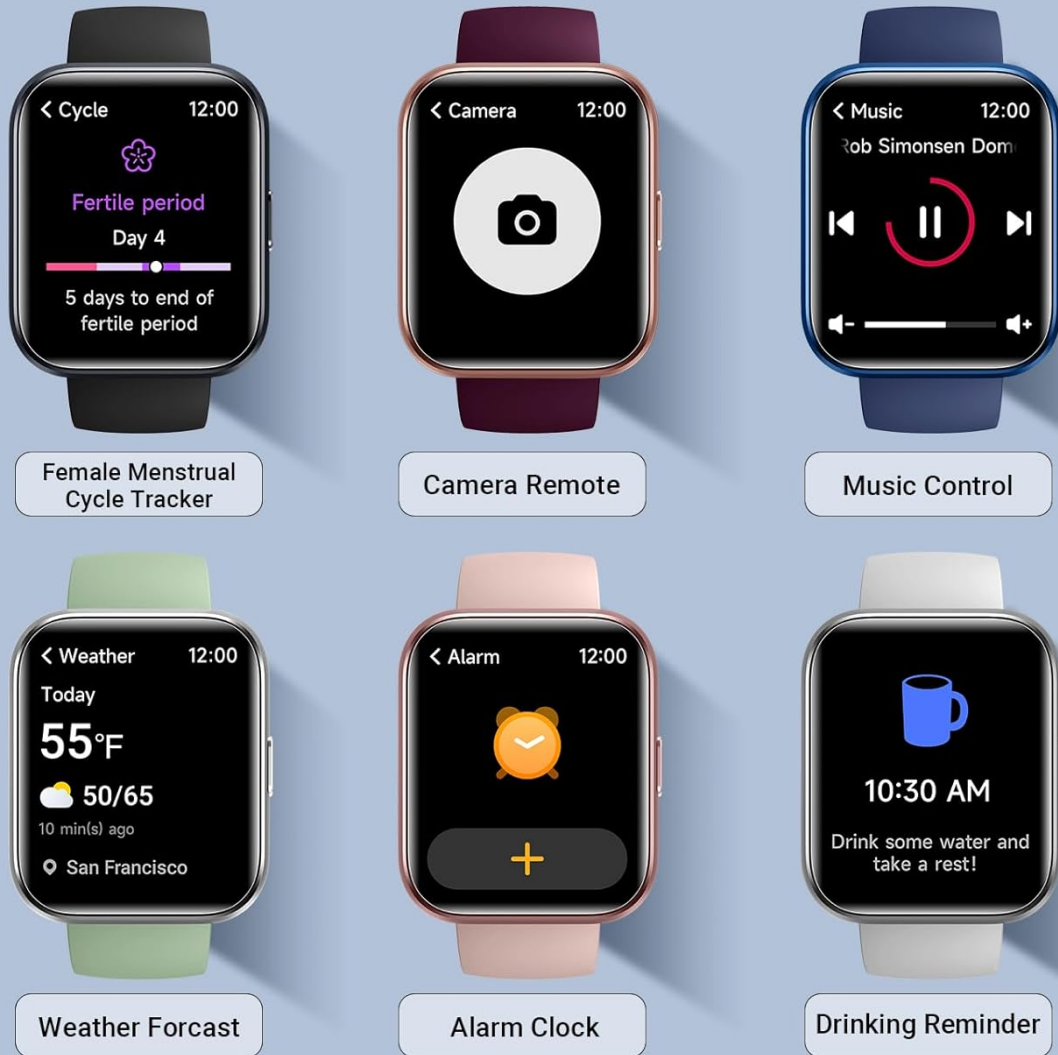 Cycle 12:00
Fertile period
Day 4
5 days to end of
fertile period
Female Menstrual
Cycle Tracker
Camera 12:00
Camera Remote
Music 12:00
Rob Simonsen Dom
Music Control
Weather 12:00
Today
55°F
50/65
10 min(s) ago
San Francisco
Weather Forcast
Alarm 12:00
Alarm Clock
10:30 AM
Drink some water and
take a rest!
Drinking Reminder